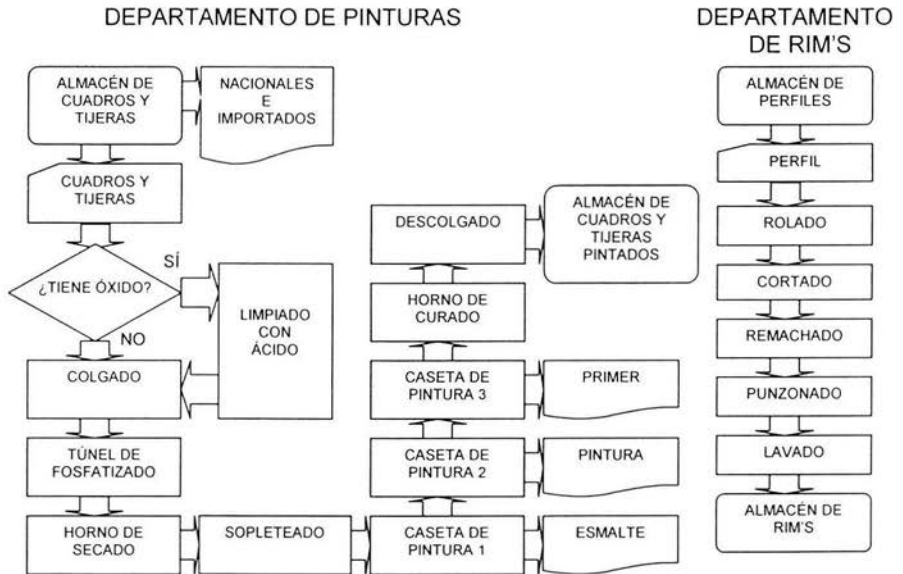 DEPARTAMENTO DE PINTURAS
ALMACÉN DE
CUADROS Y
TIJERAS
NACIONALES
E
IMPORTADOS
CUADROS Y
TIJERAS
¿TIENE ÓXIDO?
SÍ
NO
LIMPIADO
CON
ÁCIDO
COLGADO
TÚNEL DE
FOSFATIZADO
HORNO DE
SECADO
SOPLETEADO
CASETA DE
PINTURA 1
ESMALTE
CASETA DE
PINTURA 2
PINTURA
CASETA DE
PINTURA 3
PRIMER
HORNO DE
CURADO
DESCOLGADO
ALMACÉN DE
CUADROS Y
TIJERAS
PINTADOS
DEPARTAMENTO
DE RIM'S
ALMACÉN DE
PERFILES
PERFIL
ROLADO
CORTADO
REMACHADO
PUNZONADO
LAVADO
ALMACÉN DE
RIM'S